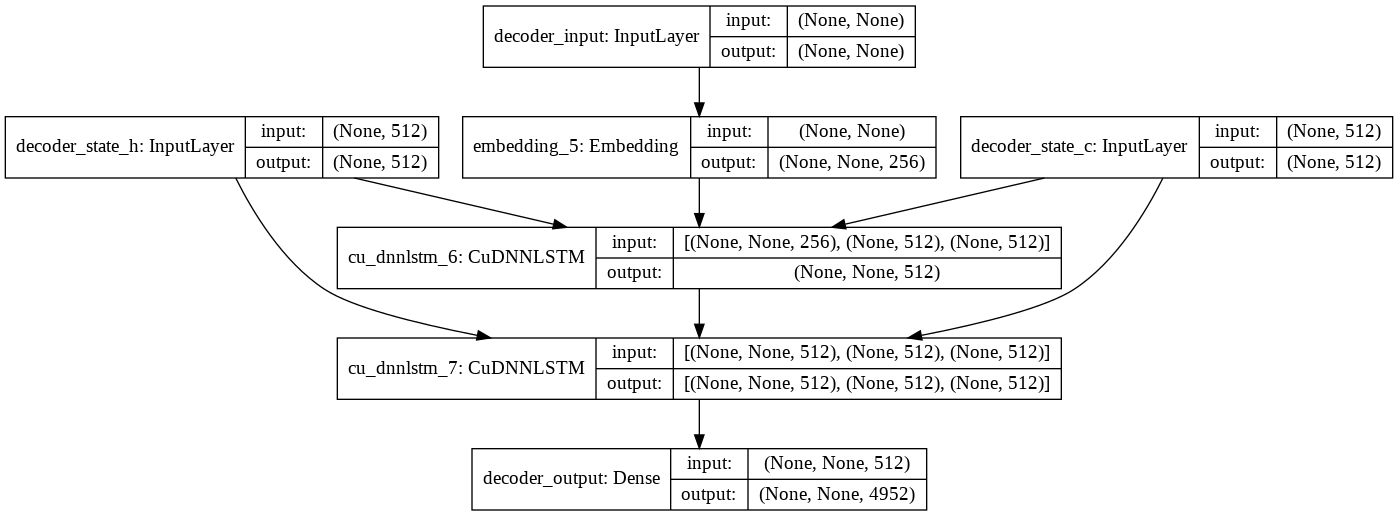 decoder_input: InputLayer
input:
(None, None)
output:
(None, None)
decoder_state_h: InputLayer
input:
(None, 512)
output:
(None, 512)
embedding_5: Embedding
input:
(None, None)
output:
(None, None, 256)
decoder_state_c: InputLayer
input:
(None, 512)
output:
(None, 512)
cu_dnnlstm_6: CuDNNLSTM
input:
[(None, None, 256), (None, 512), (None, 512)]
output:
(None, None, 512)
cu_dnnlstm_7: CuDNNLSTM
input:
[(None, None, 512), (None, 512), (None, 512)]
output:
[(None, None, 512), (None, 512), (None, 512)]
decoder_output: Dense
input:
(None, None, 512)
output:
(None, None, 4952)